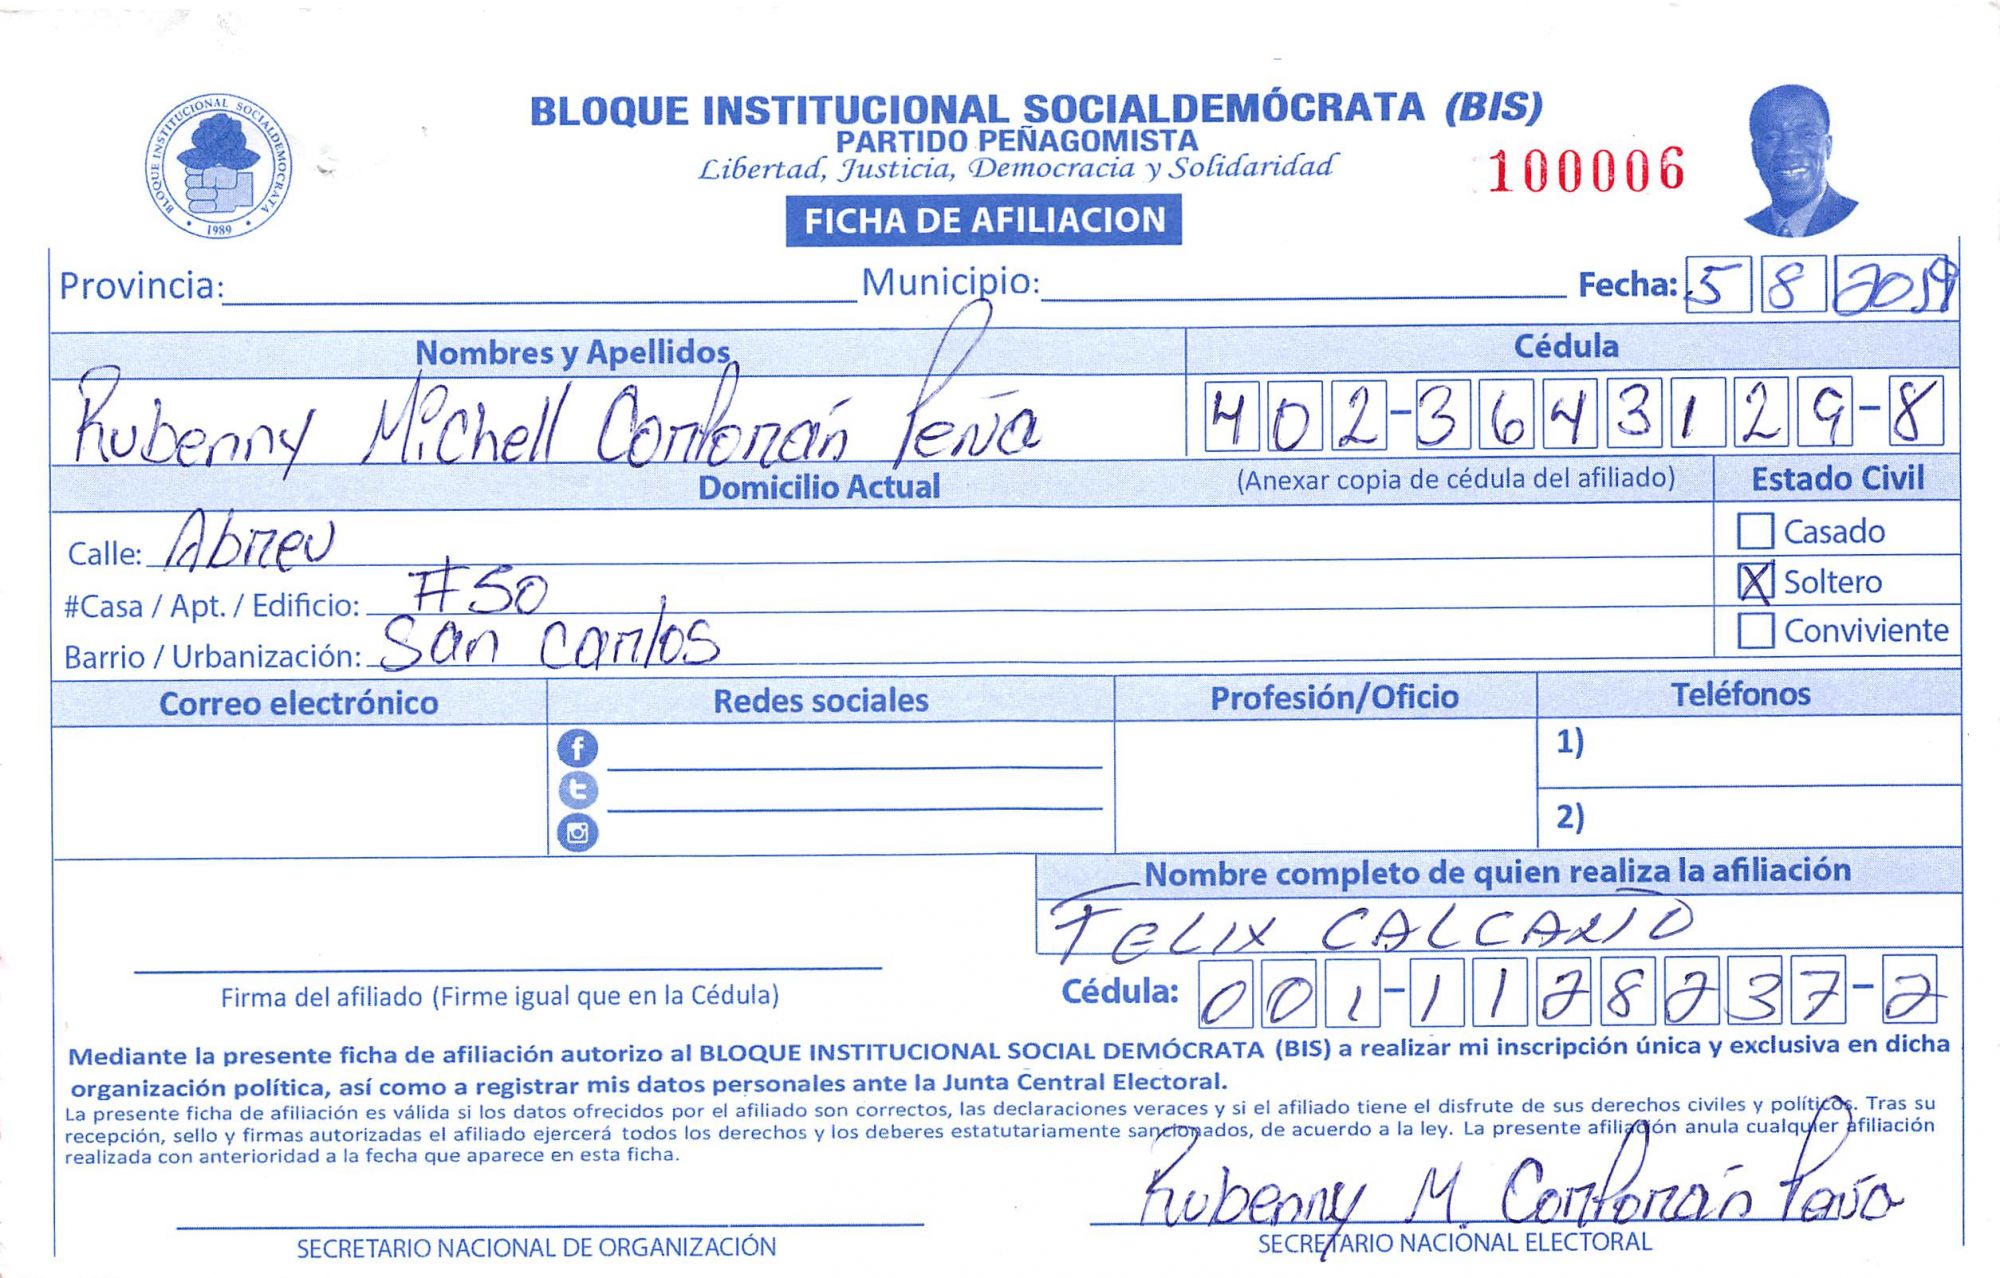 BLOQUE INSTITUCIONAL SOCIALDEMOCRATA
1989
BLOQUE INSTITUCIONAL SOCIALDEMÓCRATA (BIS)
PARTIDO PEÑAGOMISTA
Libertad, Justicia, Democracia y Solidaridad
100006
FICHA DE AFILIACION
Provincia: Municipio: Fecha: 5 8 2019
Nombres y Apellidos Cédula
Rubenny Michell Corporán Peña 402-3643129-8
Domicilio Actual (Anexar copia de cédula del afiliado) Estado Civil
Calle: Abreu Casado
#Casa / Apt. / Edificio: #50 X Soltero
Barrio / Urbanización: San Carlos Conviviente
Correo electrónico Redes sociales Profesión/Oficio Teléfonos
1)
2)
Nombre completo de quien realiza la afiliación
FELIX CALCAÑO
Firma del afiliado (Firme igual que en la Cédula) Cédula: 001-1128237-2
Mediante la presente ficha de afiliación autorizo al BLOQUE INSTITUCIONAL SOCIAL DEMÓCRATA (BIS) a realizar mi inscripción única y exclusiva en dicha
organización política, así como a registrar mis datos personales ante la Junta Central Electoral.
La presente ficha de afiliación es válida si los datos ofrecidos por el afiliado son correctos, las declaraciones veraces y si el afiliado tiene el disfrute de sus derechos civiles y políticos. Tras su
recepción, sello y firmas autorizadas el afiliado ejercerá todos los derechos y los deberes estatutariamente sancionados, de acuerdo a la ley. La presente afiliación anula cualquier afiliación
realizada con anterioridad a la fecha que aparece en esta ficha.
Rubenny M. Corporán Peña
SECRETARIO NACIONAL DE ORGANIZACIÓN SECRETARIO NACIONAL ELECTORAL